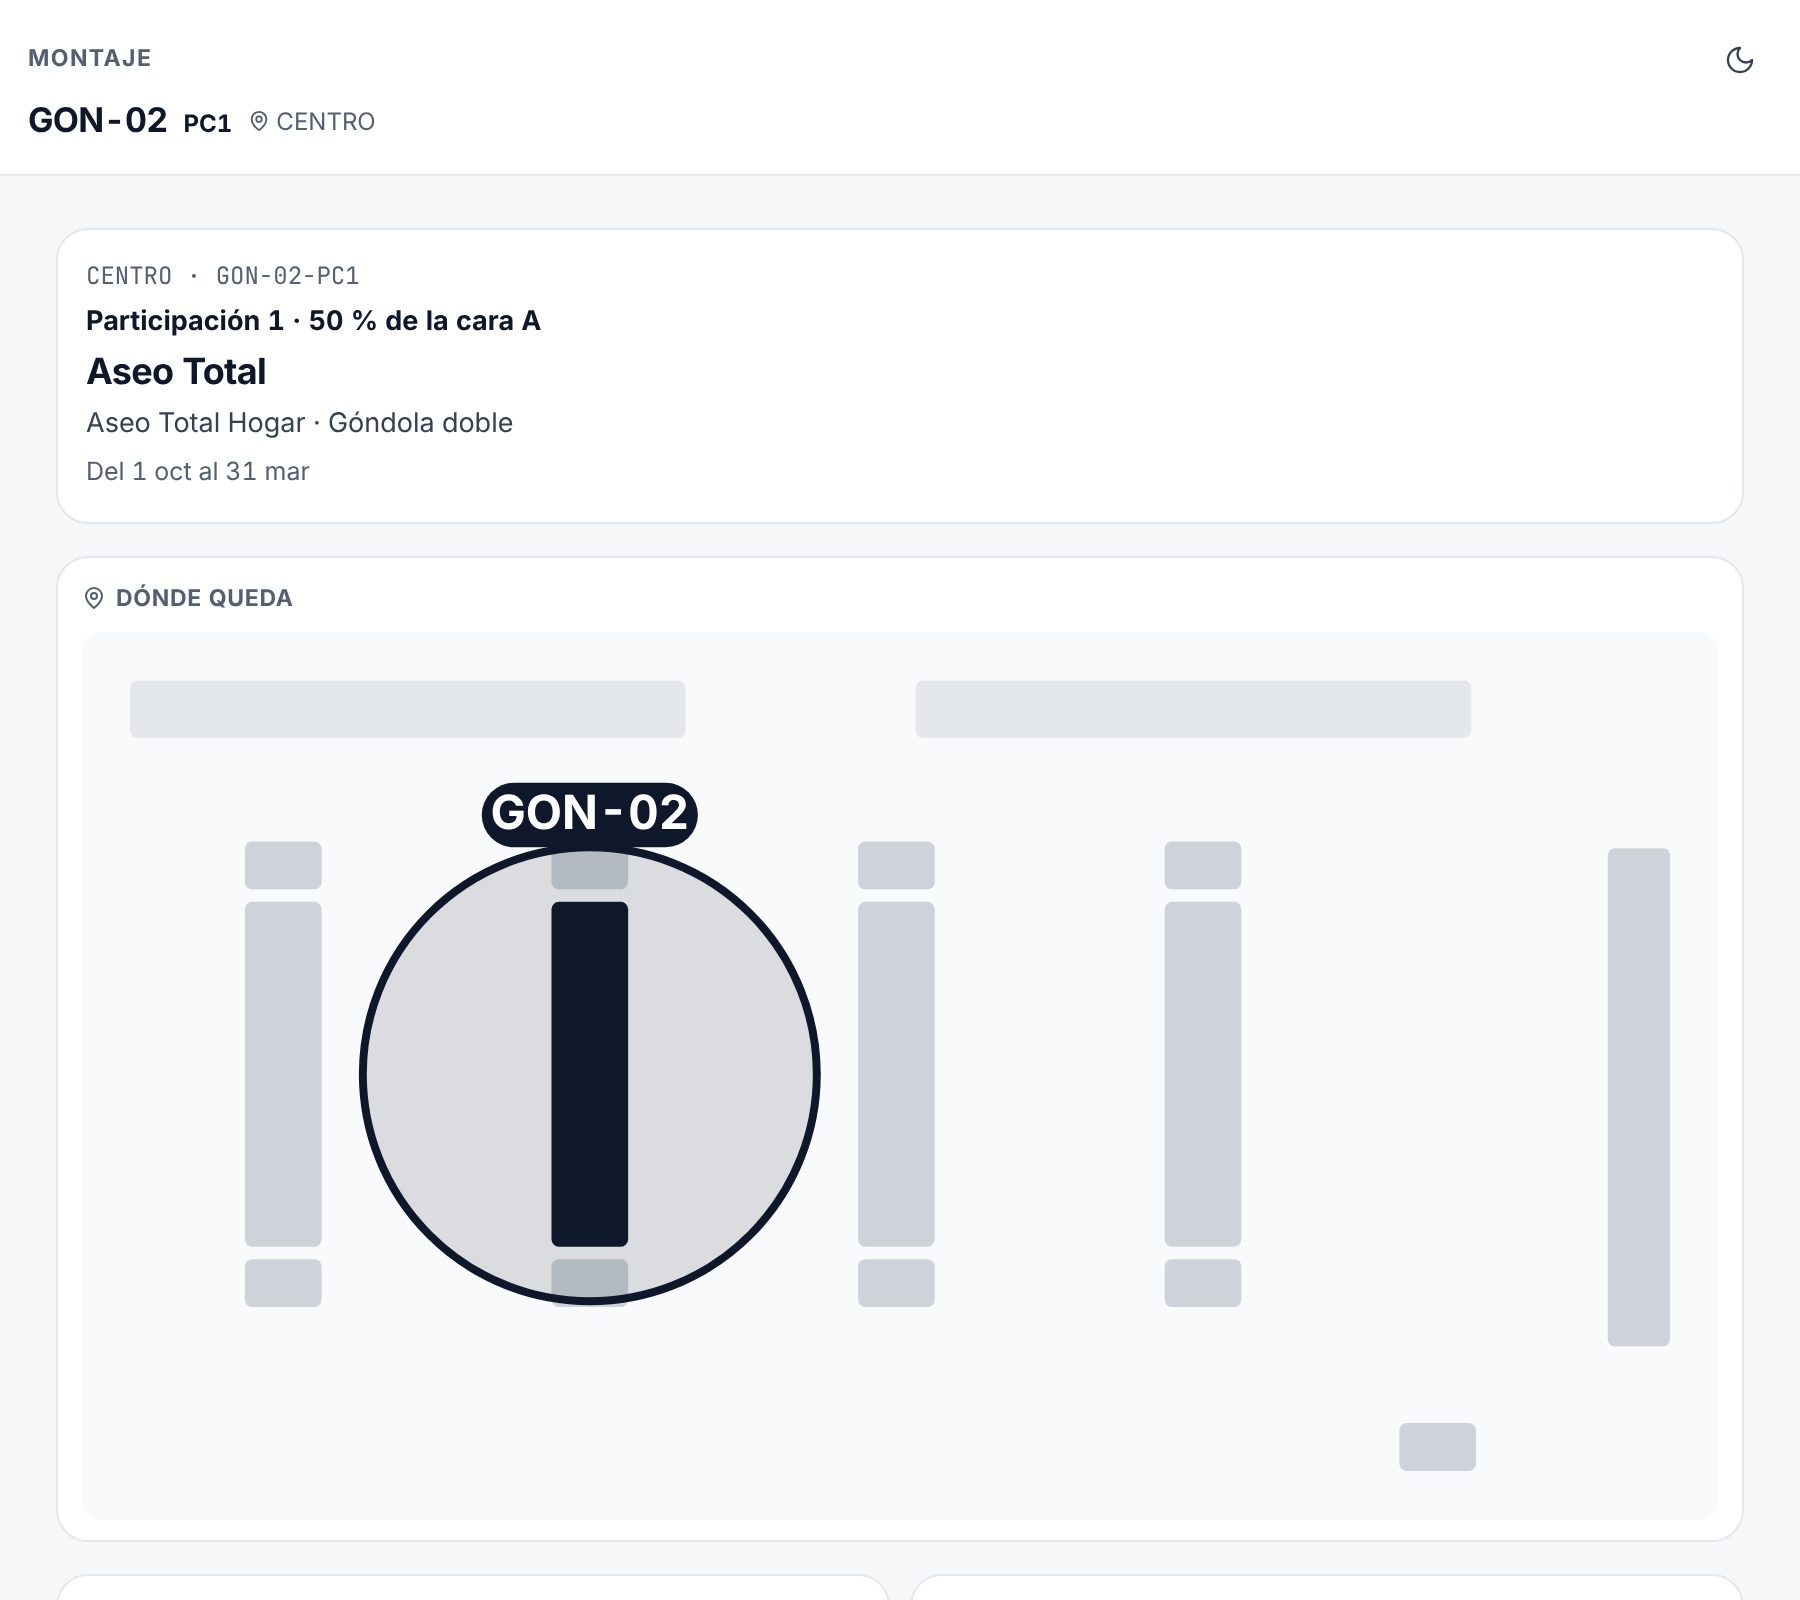 MONTAJE
GON-02 PC1 CENTRO
CENTRO · GON-02-PC1
Participación 1 · 50 % de la cara A
Aseo Total
Aseo Total Hogar · Góndola doble
Del 1 oct al 31 mar
DÓNDE QUEDA
GON-02